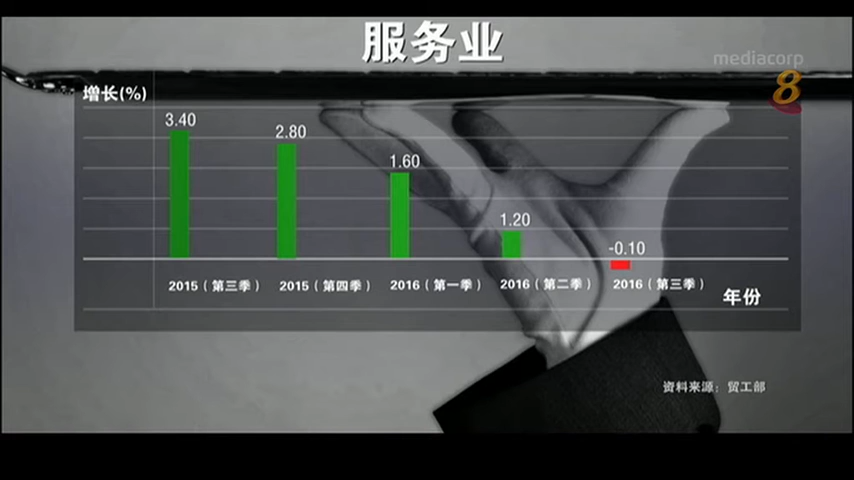 服务业
mediacorp
8
增长(%)
3.40
2.80
1.60
1.20
-0.10
2015（第三季）
2015（第四季）
2016（第一季）
2016（第二季）
2016（第三季）
年份
资料来源：贸工部